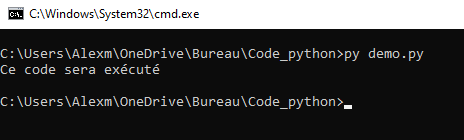 C:\Windows\System32\cmd.exe
C:\Users\Alexm\OneDrive\Bureau\Code_python>py demo.py
Ce code sera exécuté
C:\Users\Alexm\OneDrive\Bureau\Code_python>